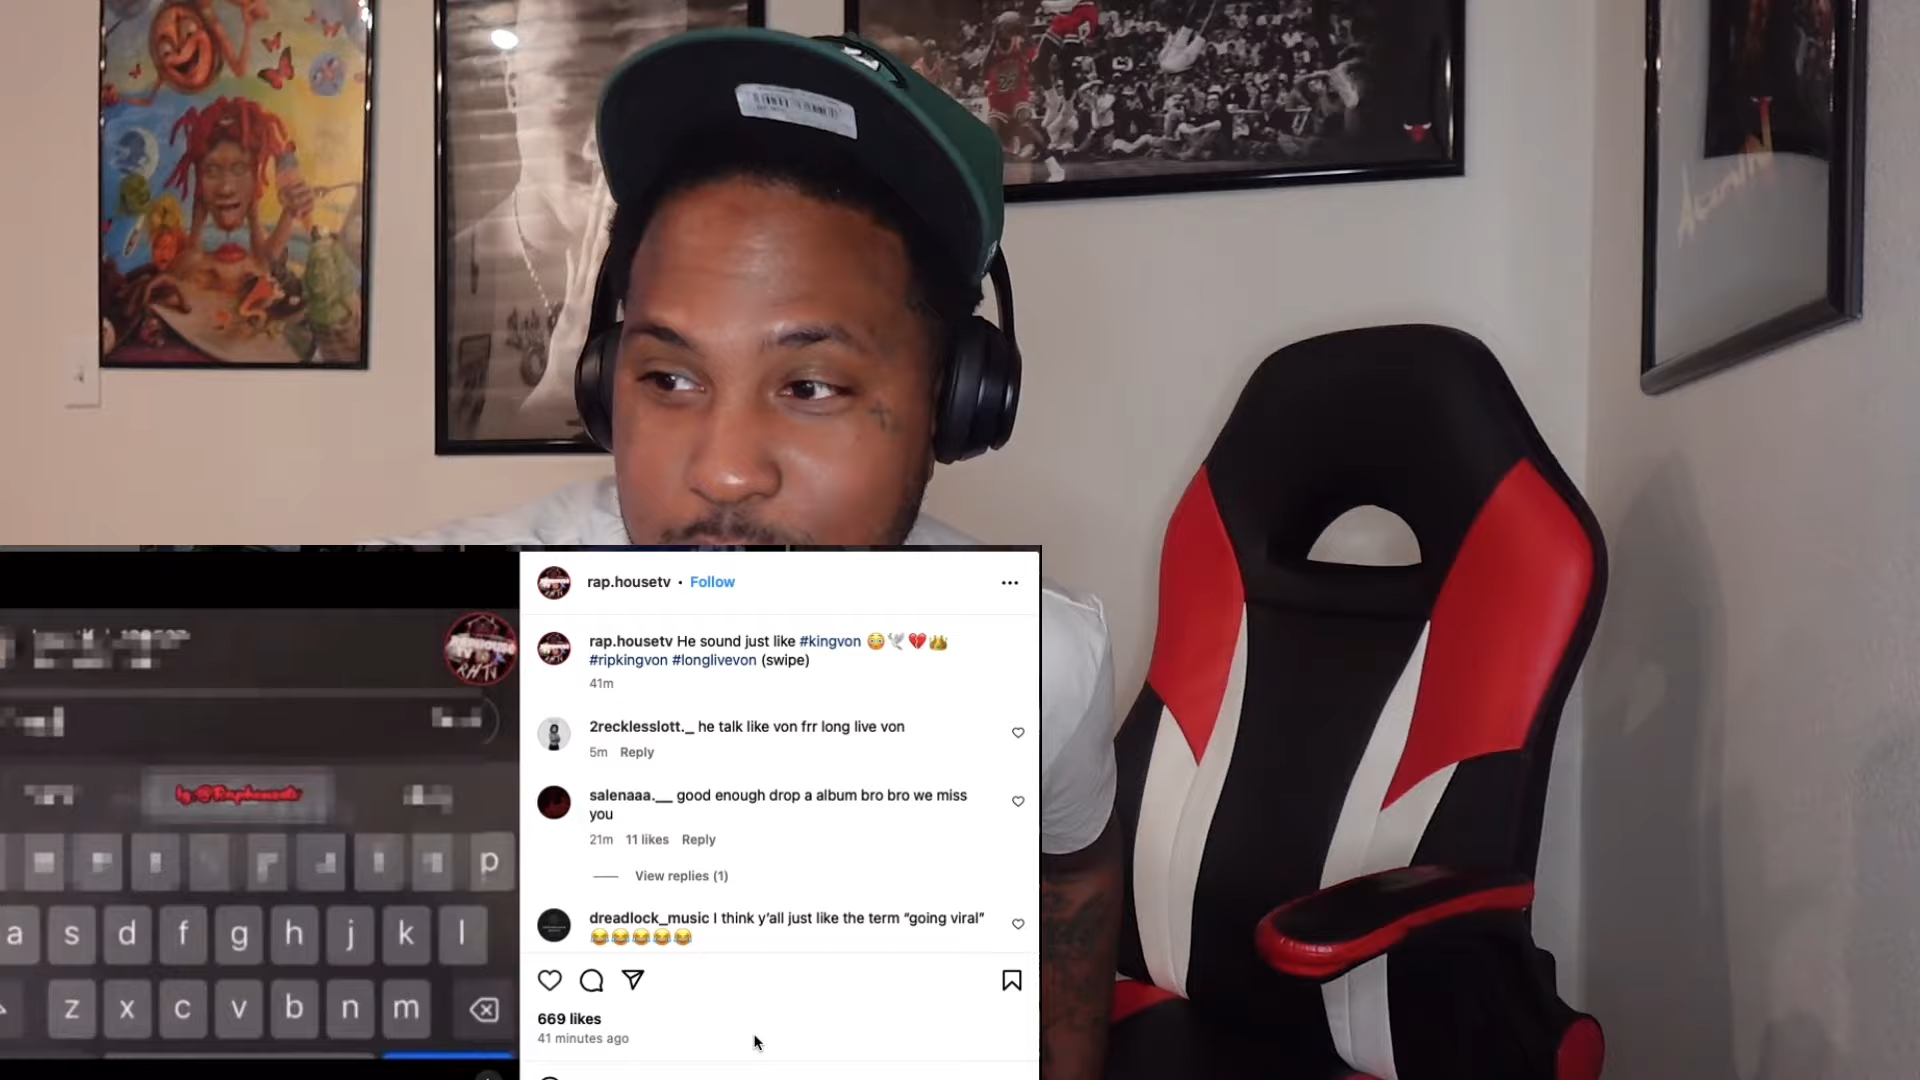 rap.housetv • Follow
rap.housetv He sound just like #kingvon 😳🕊💔👑
#ripkingvon #longlivevon (swipe)
41m
2recklesslott._ he talk like von frr long live von
5m Reply
salenaaa.__ good enough drop a album bro bro we miss
you
21m 11 likes Reply
View replies (1)
dreadlock_music I think y'all just like the term “going viral”
😂😂😂😂😂
669 likes
41 minutes ago
p
a s d f g h j k l
z x c v b n m